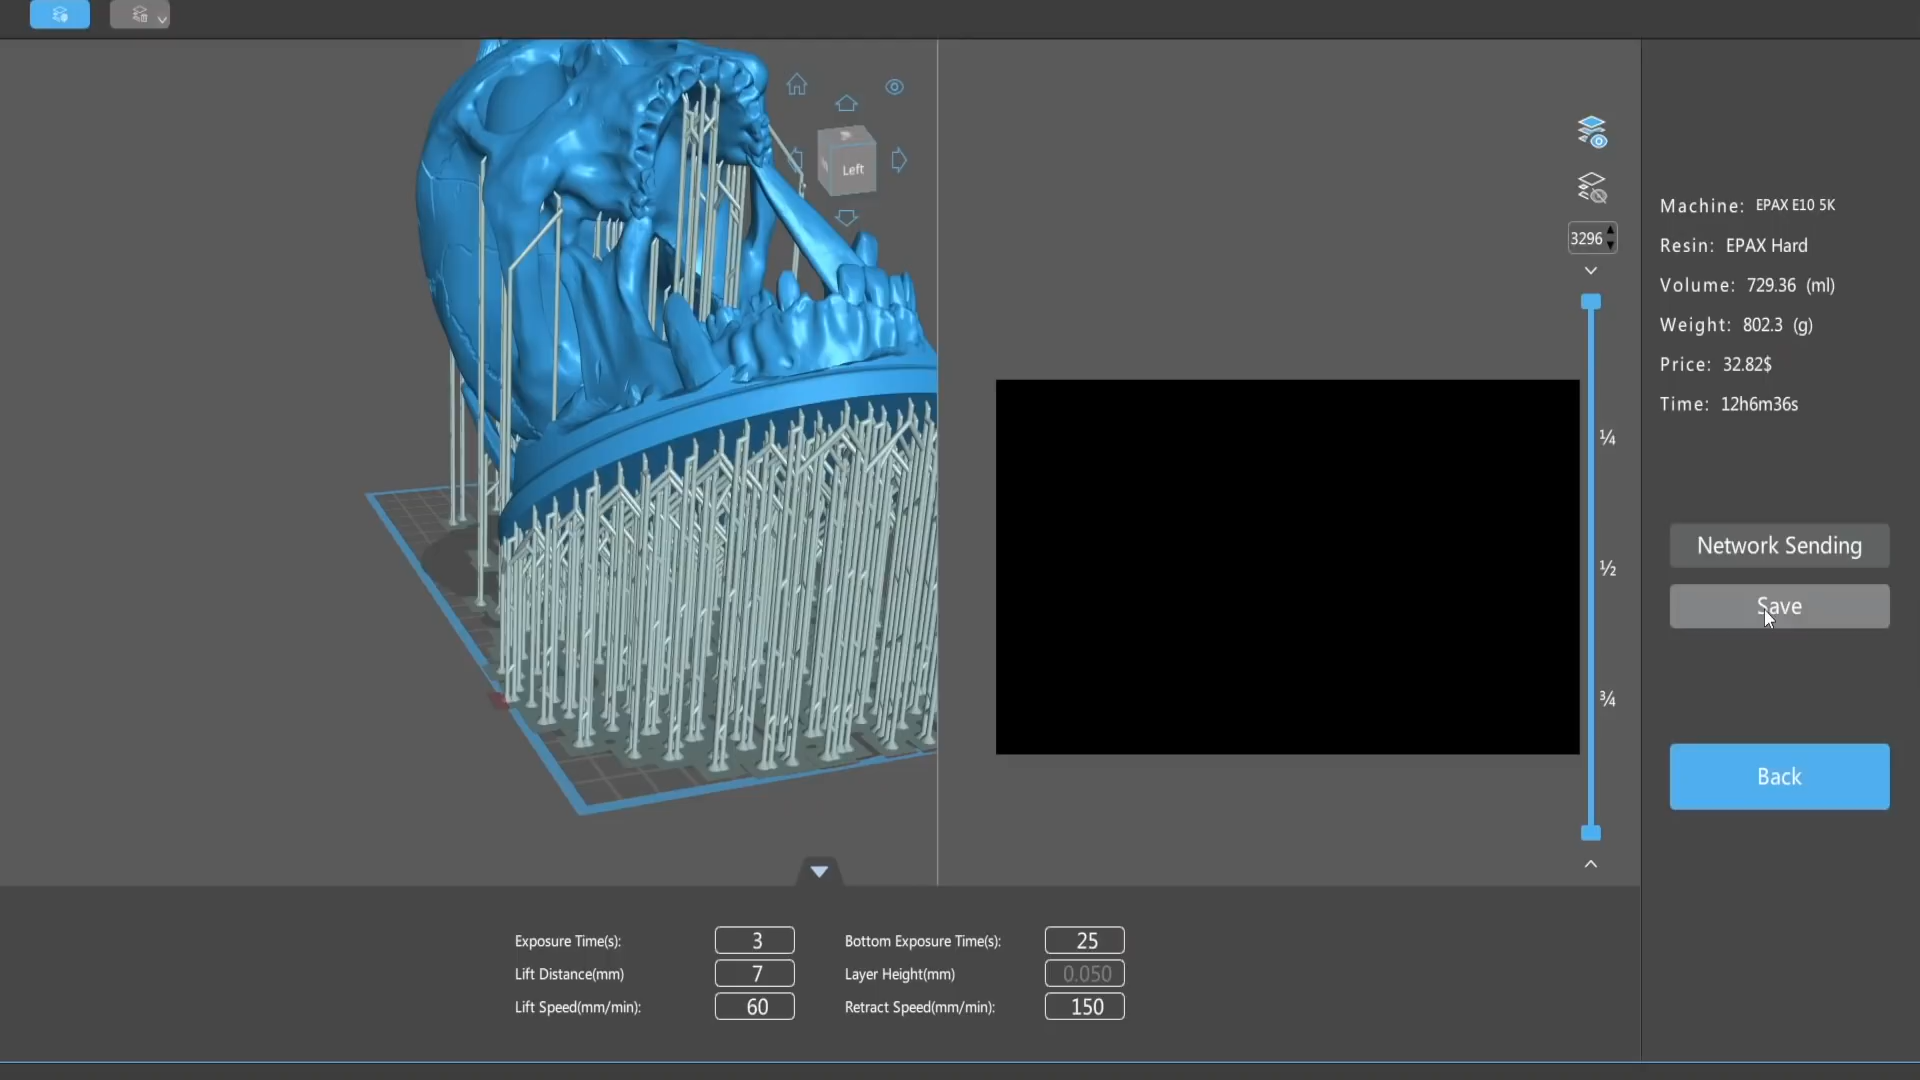 Left
3296
¼
½
¾
Machine: EPAX E10 5K
Resin: EPAX Hard
Volume: 729.36 (ml)
Weight: 802.3 (g)
Price: 32.82$
Time: 12h6m36s
Network Sending
Save
Back
Exposure Time(s): 3 Bottom Exposure Time(s): 25
Lift Distance(mm) 7 Layer Height(mm) 0.050
Lift Speed(mm/min): 60 Retract Speed(mm/min): 150